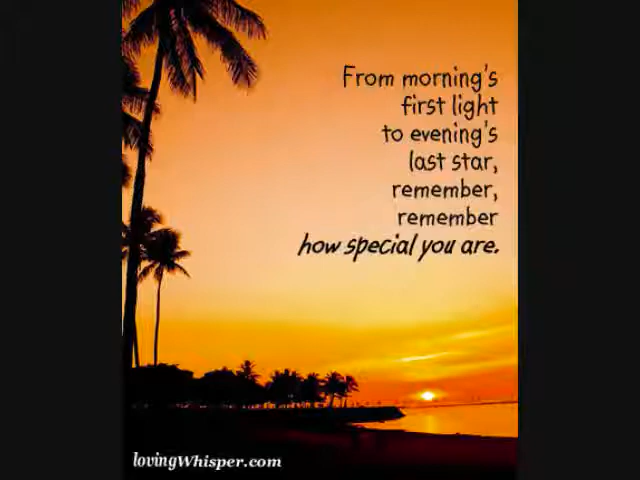 From morning's
first light
to evening's
last star,
remember,
remember
how special you are.
lovingWhisper.com